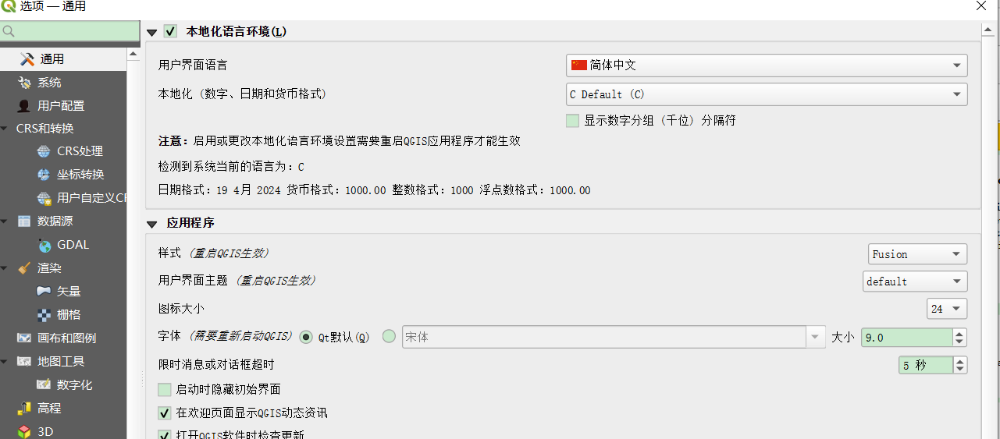 选项 — 通用
本地化语言环境(L)
通用
系统
用户配置
CRS和转换
CRS处理
坐标转换
用户自定义CR
数据源
GDAL
渲染
矢量
栅格
画布和图例
地图工具
数字化
高程
3D
用户界面语言
简体中文
本地化（数字、日期和货币格式）
C Default (C)
显示数字分组（千位）分隔符
注意：启用或更改本地化语言环境设置需要重启QGIS应用程序才能生效
检测到系统当前的语言为：C
日期格式：19 4月 2024 货币格式：1000.00 整数格式：1000 浮点数格式：1000.00
应用程序
样式（重启QGIS生效）
Fusion
用户界面主题（重启QGIS生效）
default
图标大小
24
字体（需要重新启动QGIS） Qt默认(Q) 宋体 大小 9.0
限时消息或对话框超时
5 秒
启动时隐藏初始界面
在欢迎页面显示QGIS动态资讯
打开QGIS软件时检查更新